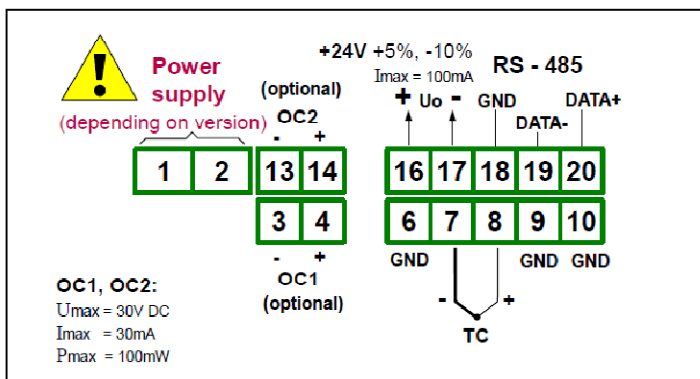 +24V +5%, -10%
Imax = 100mA
RS - 485
Power
supply
(depending on version)
(optional)
OC2
- +
+ Uo -
GND
DATA-
DATA+
1 2 13 14 16 17 18 19 20
3 4 6 7 8 9 10
- +
OC1
(optional)
GND
GND
GND
- +
TC
OC1, OC2:
Umax = 30V DC
Imax = 30mA
Pmax = 100mW